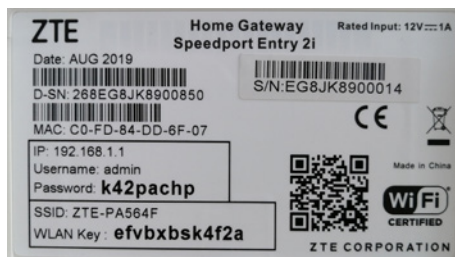 ZTE
Home Gateway
Speedport Entry 2i
Rated Input: 12V⎓1A
Date: AUG 2019
D-SN: 268EG8JK8900850
S/N:EG8JK8900014
MAC: C0-FD-84-DD-6F-07
CE
IP: 192.168.1.1
Username: admin
Password: k42pachp
Made in China
SSID: ZTE-PA564F
WLAN Key : efvbxbsk4f2a
Wi Fi
CERTIFIED
ZTE CORPORATION